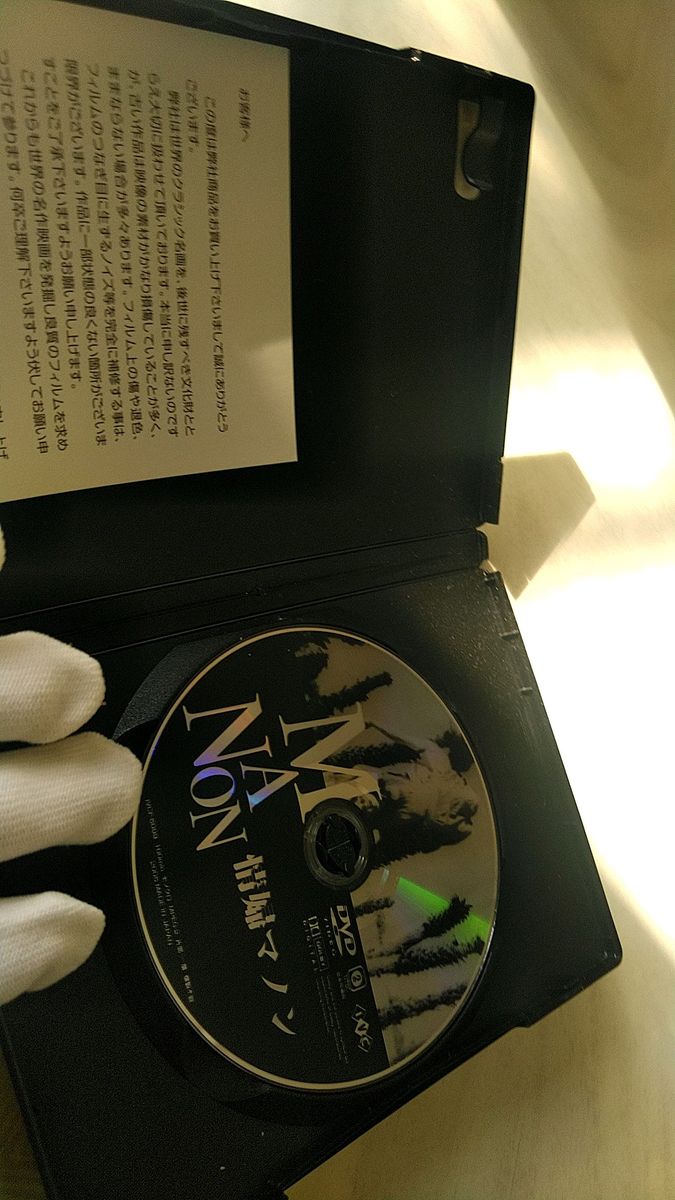 お客様へ
この度は弊社商品をお買い上げ下さいまして誠にありがとう
ございます。
弊社は世界のクラシック名画を、後世に残すべき文化財とと
らえ大切に扱わせて頂いております。本当に申し訳ないのです
が、古い作品は映像の素材がかなり損傷していることが多く、
ままならない場合が多々あります。フィルム上の傷や退色、
フィルムのつなぎ目に生ずるノイズ等を完全に補修する事は、
限界がございます。作品に一部状態の良くない箇所がございま
すことをご了承下さいますようお願い申し上げます。
これからも世界の名作映画を発掘し良質のフィルムを求め
つづけて参ります。何卒ご理解下さいますよう伏してお願い申
し上げ
M
NA
NON
情婦マノン
DVD
VIDEO
2
IVC